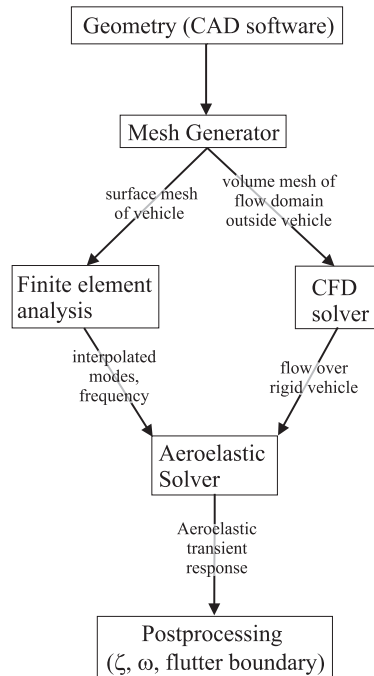 Geometry (CAD software)
Mesh Generator
surface mesh
of vehicle
volume mesh of
flow domain
outside vehicle
Finite element
analysis
CFD
solver
interpolated
modes,
frequency
flow over
rigid vehicle
Aeroelastic
Solver
Aeroelastic
transient
response
Postprocessing
(ζ, ω, flutter boundary)